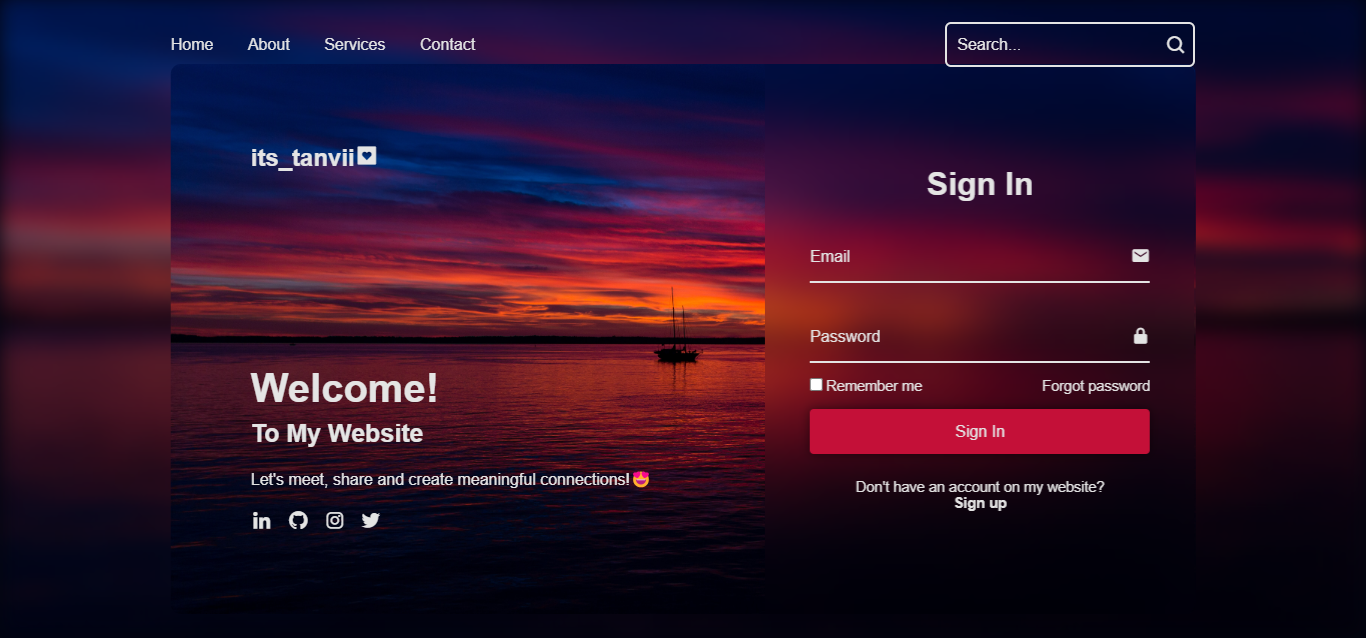 Home About Services Contact Search...
its_tanvii
Welcome!
To My Website
Let's meet, share and create meaningful connections!😍
in
Sign In
Email
Password
Remember me Forgot password
Sign In
Don't have an account on my website?
Sign up